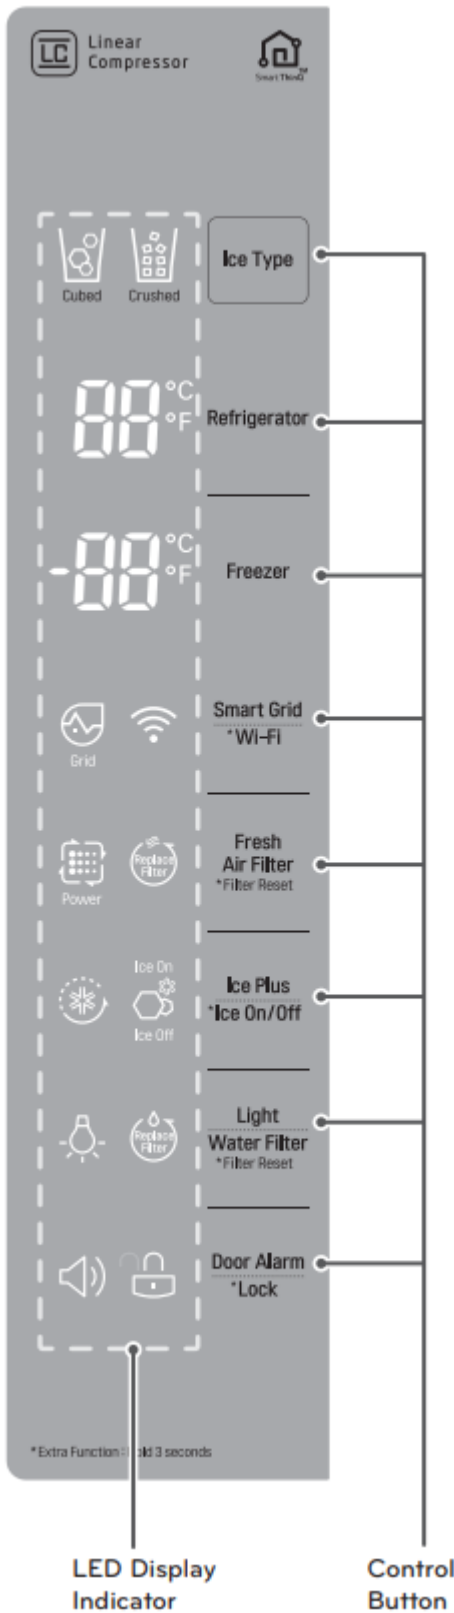 LC Linear
Compressor
Smart ThinQ™
Cubed Crushed Ice Type
88 °C
°F
Refrigerator
-88 °C
°F
Freezer
Grid
Smart Grid
*Wi-Fi
Power
Replace
Filter
Fresh
Air Filter
*Filter Reset
Ice On
Ice Off
Ice Plus
*Ice On/Off
Replace
Filter
Light
Water Filter
*Filter Reset
Door Alarm
*Lock
*Extra Function : Hold 3 seconds
LED Display
Indicator
Control
Button